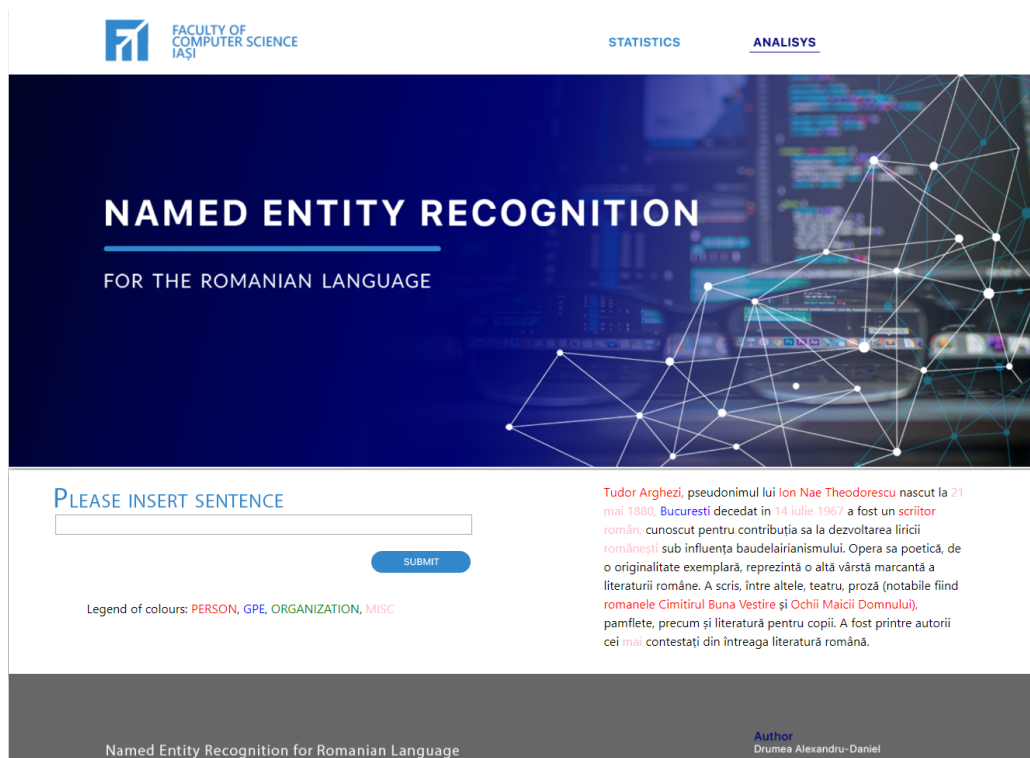 FACULTY OF
COMPUTER SCIENCE
IAȘI
STATISTICS
ANALISYS
NAMED ENTITY RECOGNITION
FOR THE ROMANIAN LANGUAGE
PLEASE INSERT SENTENCE
SUBMIT
Legend of colours: PERSON, GPE, ORGANIZATION, MISC
Tudor Arghezi, pseudonimul lui Ion Nae Theodorescu nascut la 21
mai 1880, Bucuresti decedat in 14 iulie 1967 a fost un scriitor
român, cunoscut pentru contribuția sa la dezvoltarea liricii
românești sub influența baudelairianismului. Opera sa poetică, de
o originalitate exemplară, reprezintă o altă vârstă marcantă a
literaturii române. A scris, între altele, teatru, proză (notabile fiind
romanele Cimitirul Buna Vestire și Ochii Maicii Domnului),
pamflete, precum și literatură pentru copii. A fost printre autorii
cei mai contestați din întreaga literatură română.
Named Entity Recognition for Romanian Language
Author
Drumea Alexandru-Daniel